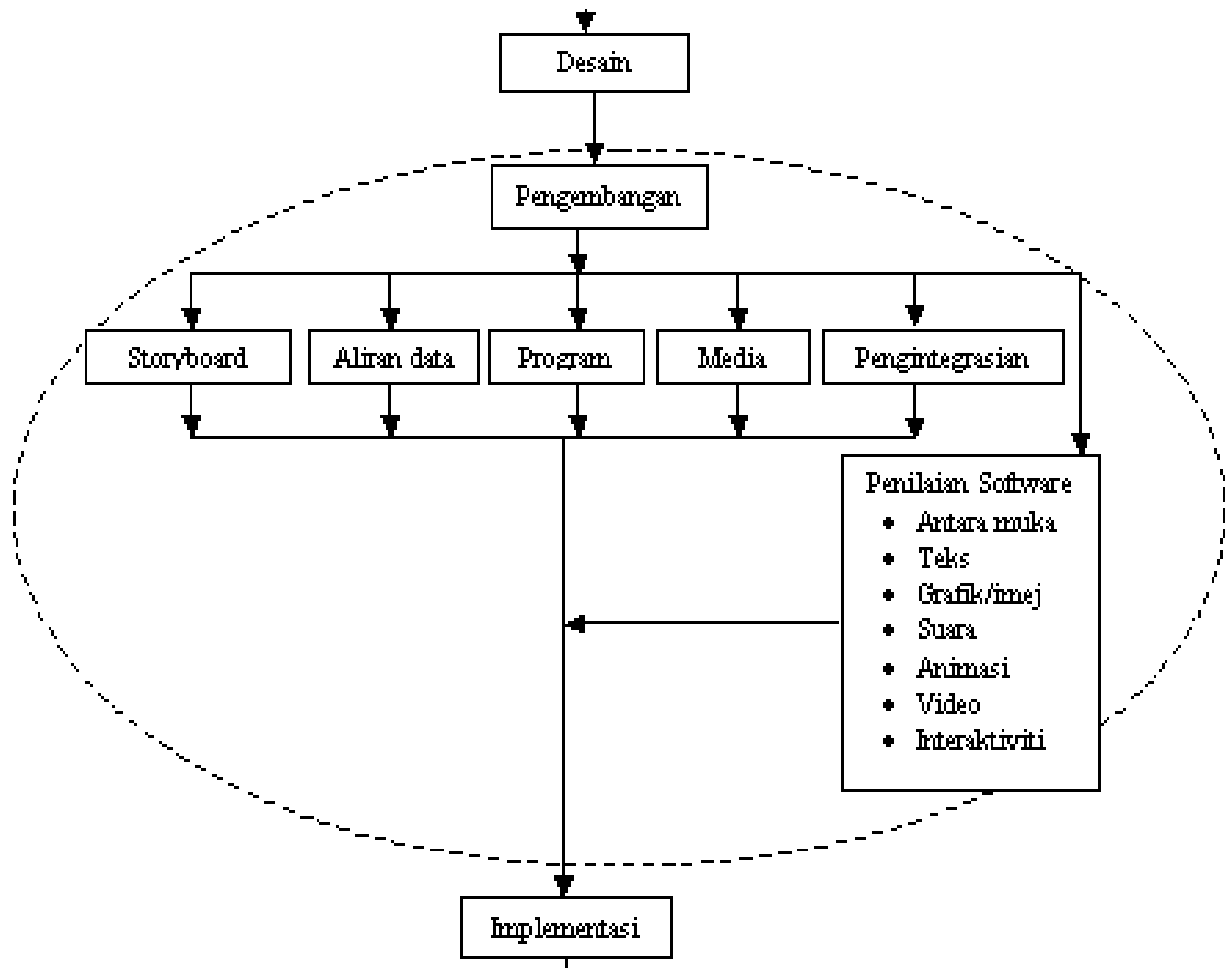 Desain
Pengembangan
Storyboard
Aliran data
Program
Media
Pengintegrasian
Penilaian Software
• Antara muka
• Teks
• Grafik/imej
• Suara
• Animasi
• Video
• Interaktiviti
Implementasi